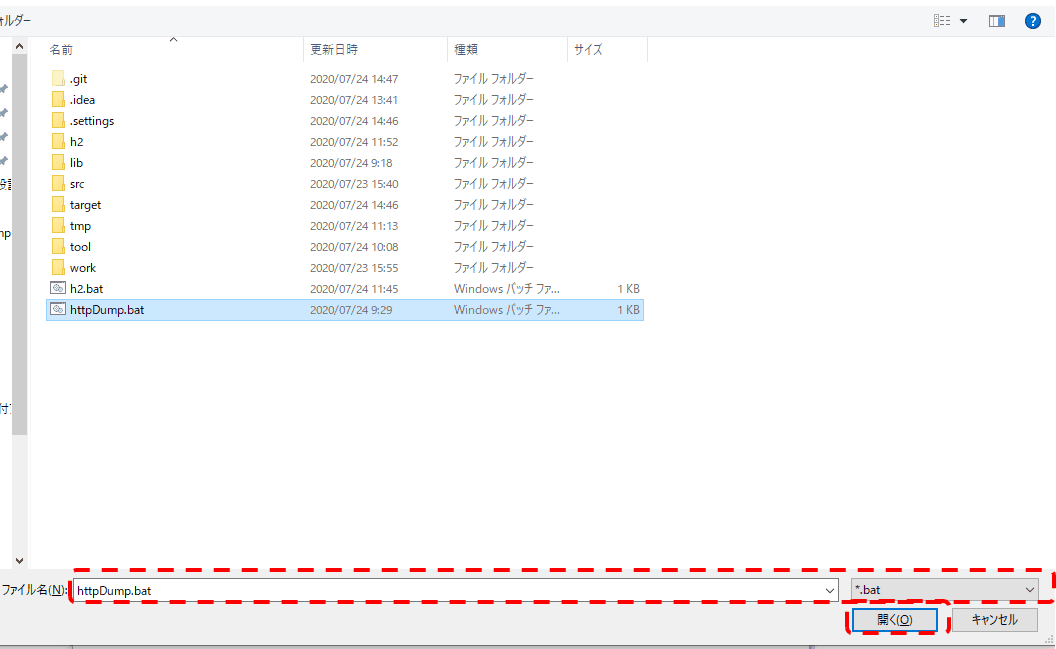 ォルダー
名前 更新日時 種類 サイズ
.git 2020/07/24 14:47 ファイル フォルダー
.idea 2020/07/24 13:41 ファイル フォルダー
.settings 2020/07/24 14:46 ファイル フォルダー
h2 2020/07/24 11:52 ファイル フォルダー
lib 2020/07/24 9:18 ファイル フォルダー
src 2020/07/23 15:40 ファイル フォルダー
target 2020/07/24 14:46 ファイル フォルダー
tmp 2020/07/24 11:13 ファイル フォルダー
tool 2020/07/24 10:08 ファイル フォルダー
work 2020/07/23 15:55 ファイル フォルダー
h2.bat 2020/07/24 11:45 Windows バッチ ファ... 1 KB
httpDump.bat 2020/07/24 9:29 Windows バッチ ファ... 1 KB
ファイル名(N): httpDump.bat *.bat
開く(O) キャンセル